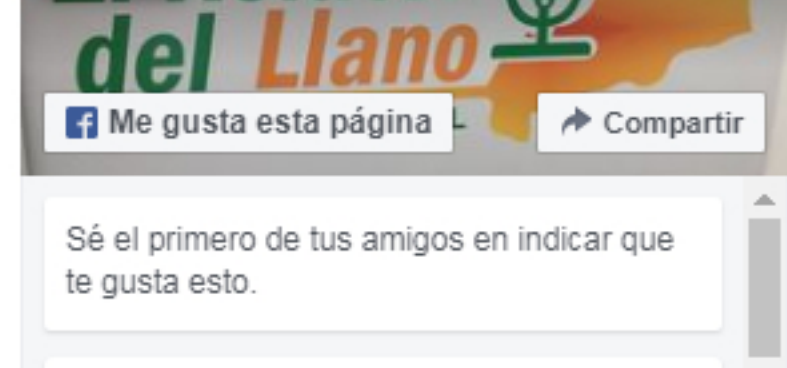 del Llano
Me gusta esta página
Compartir
Sé el primero de tus amigos en indicar que
te gusta esto.